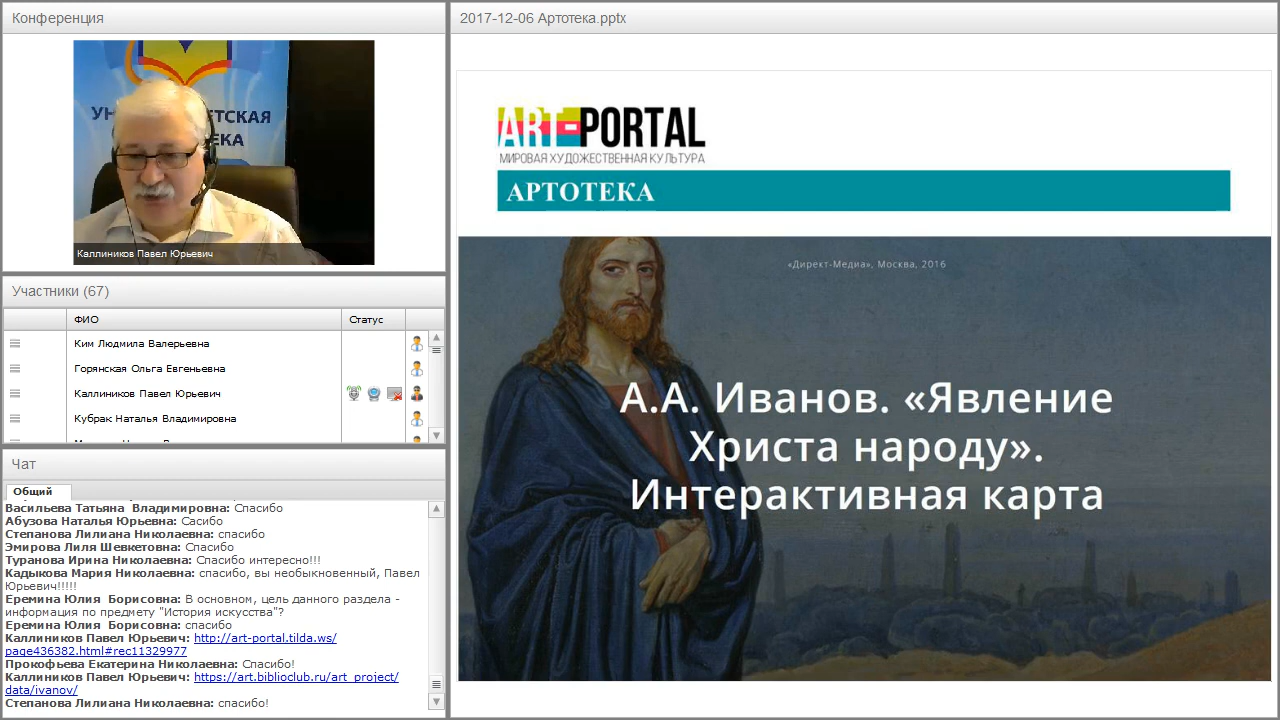 Конференция
УН ЕТСКАЯ
ЕКА
Каллиников Павел Юрьевич
Участники (67)
ФИО
Статус
Ким Людмила Валерьевна
Горянская Ольга Евгеньевна
Каллиников Павел Юрьевич
Кубрак Наталья Владимировна
Чат
Общий
Васильева Татьяна Владимировна: Спасибо
Абузова Наталья Юрьевна: Сасибо
Степанова Лилиана Николаевна: спасибо
Эмирова Лиля Шевкетовна: Спасибо
Туранова Ирина Николаевна: Спасибо интересно!!!
Кадыкова Мария Николаевна: спасибо, вы необыкновенный, Павел
Юрьевич!!!!!
Еремина Юлия Борисовна: В основном, цель данного раздела -
информация по предмету "История искусства"?
Еремина Юлия Борисовна: спасибо
Каллиников Павел Юрьевич: http://art-portal.tilda.ws/
page436382.html#rec11329977
Прокофьева Екатерина Николаевна: Спасибо!
Каллиников Павел Юрьевич: https://art.biblioclub.ru/art_project/
data/ivanov/
Степанова Лилиана Николаевна: спасибо!
2017-12-06 Артотека.pptx
ART-PORTAL
МИРОВАЯ ХУДОЖЕСТВЕННАЯ КУЛЬТУРА
АРТОТЕКА
«Директ-Медиа», Москва, 2016
А.А. Иванов. «Явление
Христа народу».
Интерактивная карта